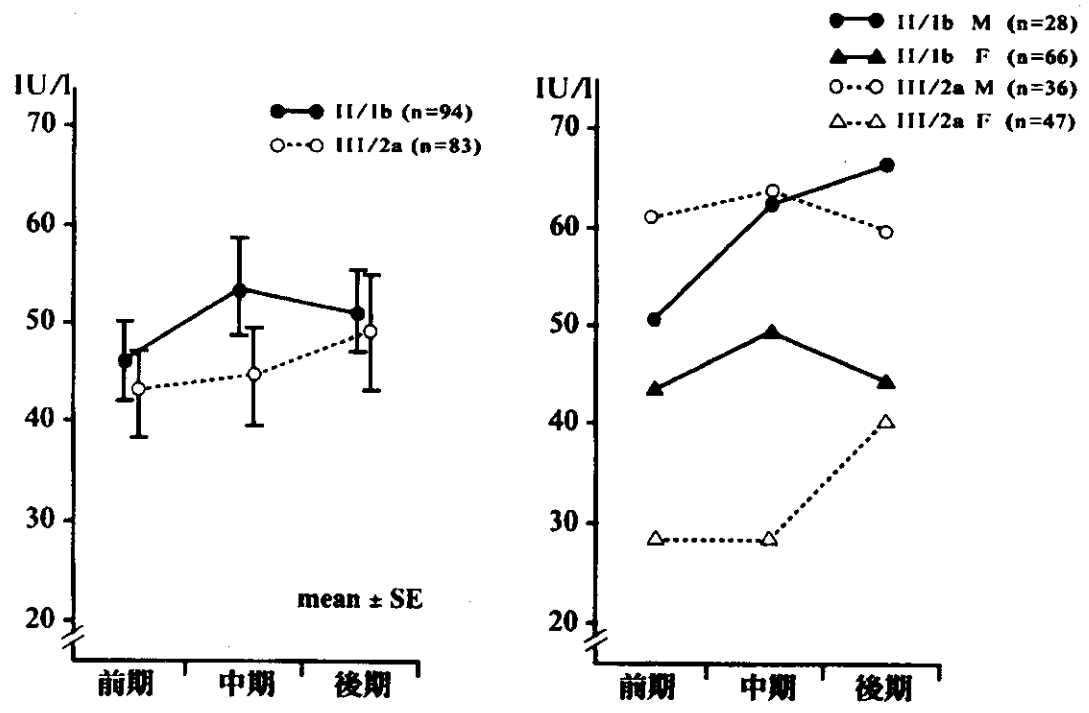 IU/l
II/1b (n=94)
III/2a (n=83)
70
60
50
40
30
20
mean ± SE
前期 中期 後期
II/1b M (n=28)
II/1b F (n=66)
III/2a M (n=36)
III/2a F (n=47)
IU/l
70
60
50
40
30
20
前期 中期 後期